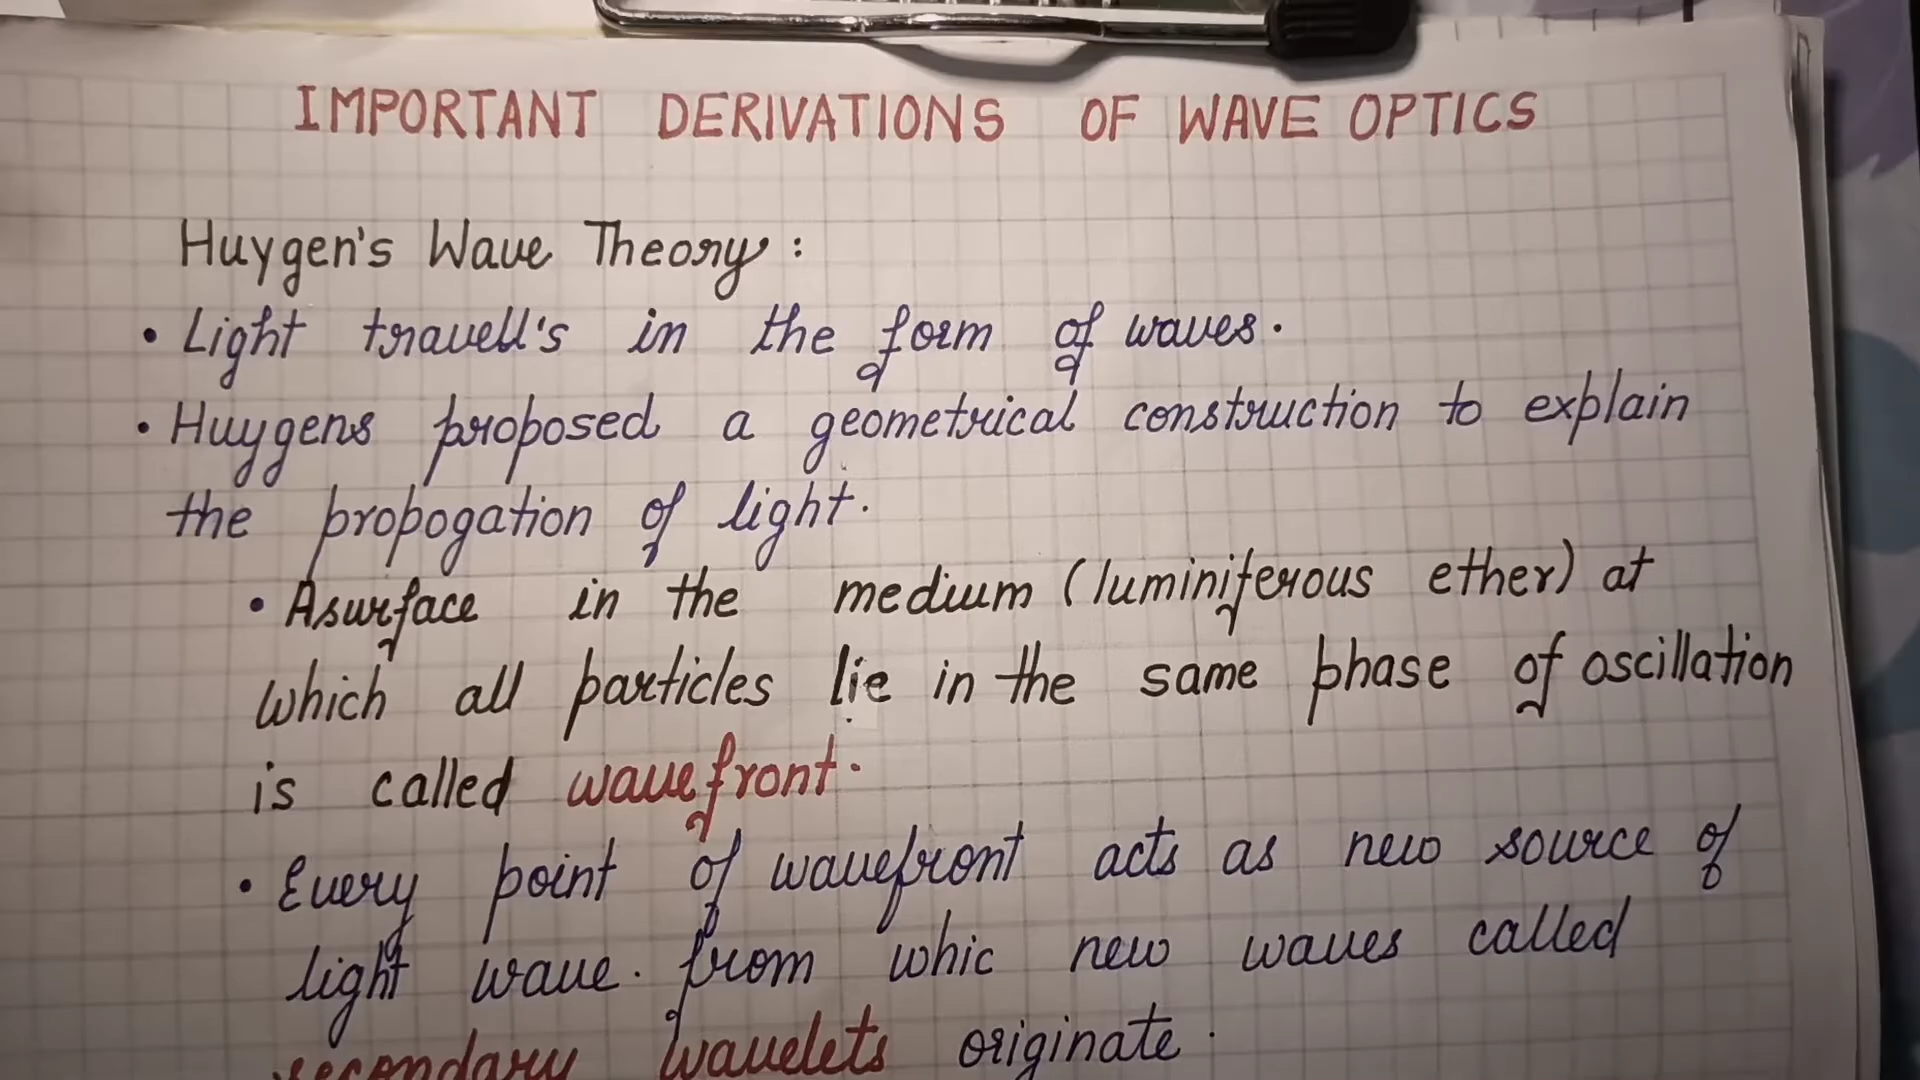 IMPORTANT DERIVATIONS OF WAVE OPTICS
Huygen's Wave Theory :
• Light travell's in the form of waves.
• Huygens proposed a geometrical construction to explain
the propogation of light.
• Asurface in the medium (luminiferous ether) at
which all particles lie in the same phase of oscillation
is called wavefront.
• Every point of wavefront acts as new source of
light wave. from whic new waves called
secondary wavelets originate.